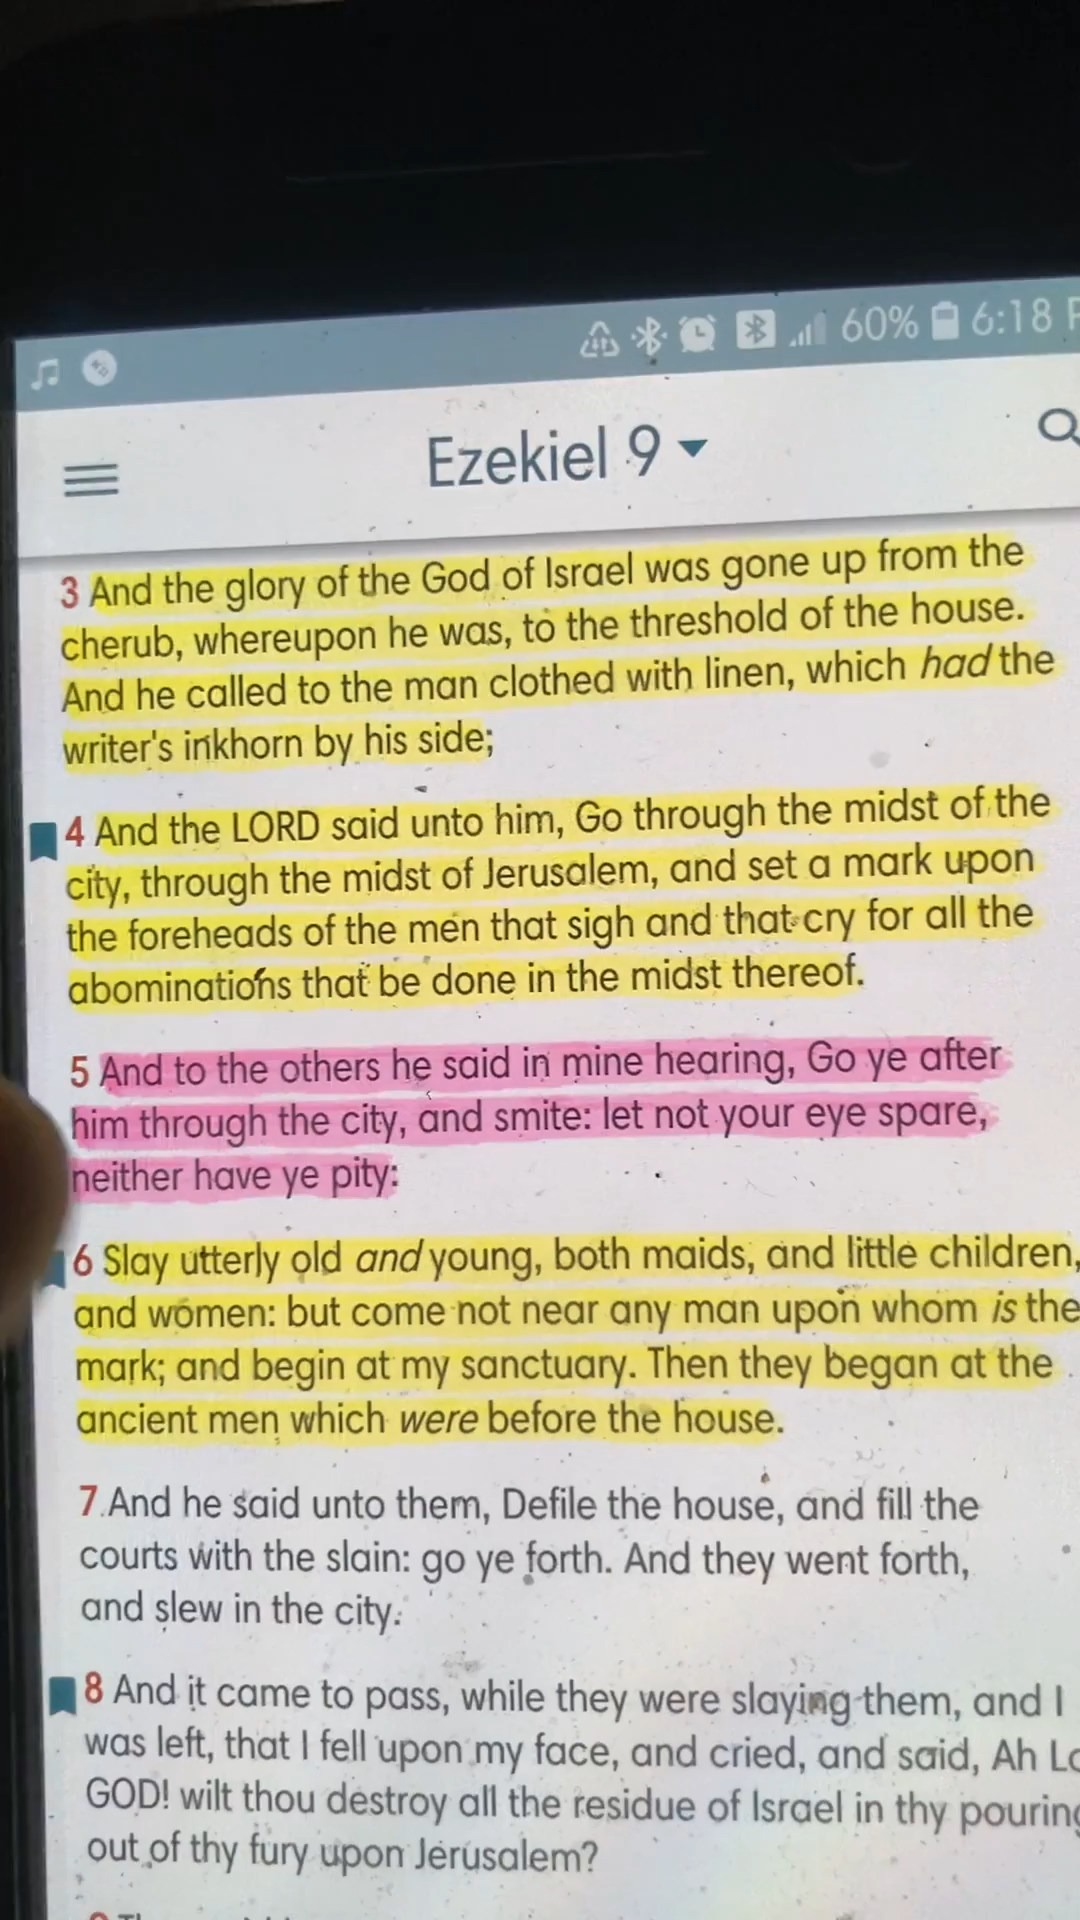 60% 6:18
Ezekiel 9
3 And the glory of the God of Israel was gone up from the
cherub, whereupon he was, to the threshold of the house.
And he called to the man clothed with linen, which had the
writer's inkhorn by his side;
4 And the LORD said unto him, Go through the midst of the
city, through the midst of Jerusalem, and set a mark upon
the foreheads of the men that sigh and that cry for all the
abominations that be done in the midst thereof.
5 And to the others he said in mine hearing, Go ye after
him through the city, and smite: let not your eye spare,
neither have ye pity:
6 Slay utterly old and young, both maids, and little children,
and women: but come not near any man upon whom is the
mark; and begin at my sanctuary. Then they began at the
ancient men which were before the house.
7 And he said unto them, Defile the house, and fill the
courts with the slain: go ye forth. And they went forth,
and slew in the city.
8 And it came to pass, while they were slaying them, and I
was left, that I fell upon my face, and cried, and said, Ah
GOD! wilt thou destroy all the residue of Israel in thy pouring
out of thy fury upon Jerusalem?